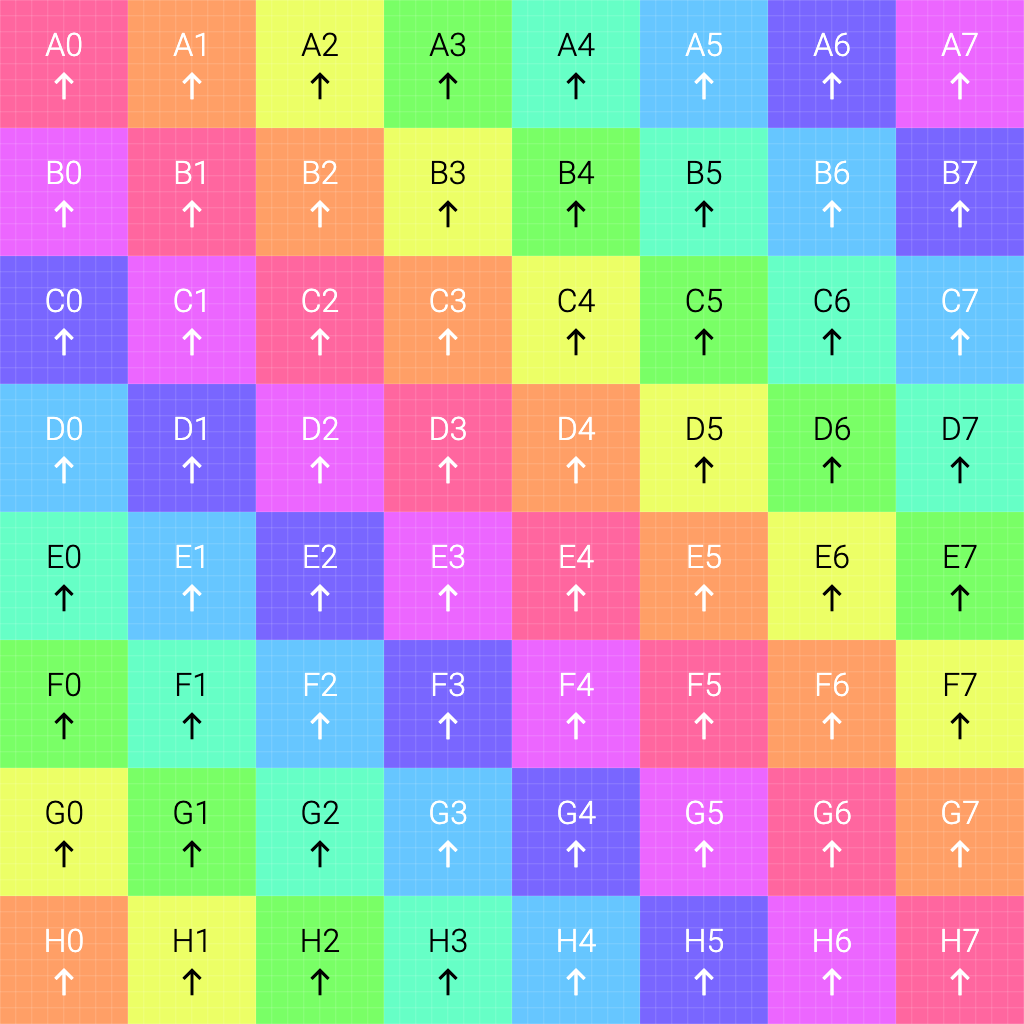 A0 A1 A2 A3 A4 A5 A6 A7
↑ ↑ ↑ ↑ ↑ ↑ ↑ ↑
B0 B1 B2 B3 B4 B5 B6 B7
↑ ↑ ↑ ↑ ↑ ↑ ↑ ↑
C0 C1 C2 C3 C4 C5 C6 C7
↑ ↑ ↑ ↑ ↑ ↑ ↑ ↑
D0 D1 D2 D3 D4 D5 D6 D7
↑ ↑ ↑ ↑ ↑ ↑ ↑ ↑
E0 E1 E2 E3 E4 E5 E6 E7
↑ ↑ ↑ ↑ ↑ ↑ ↑ ↑
F0 F1 F2 F3 F4 F5 F6 F7
↑ ↑ ↑ ↑ ↑ ↑ ↑ ↑
G0 G1 G2 G3 G4 G5 G6 G7
↑ ↑ ↑ ↑ ↑ ↑ ↑ ↑
H0 H1 H2 H3 H4 H5 H6 H7
↑ ↑ ↑ ↑ ↑ ↑ ↑ ↑